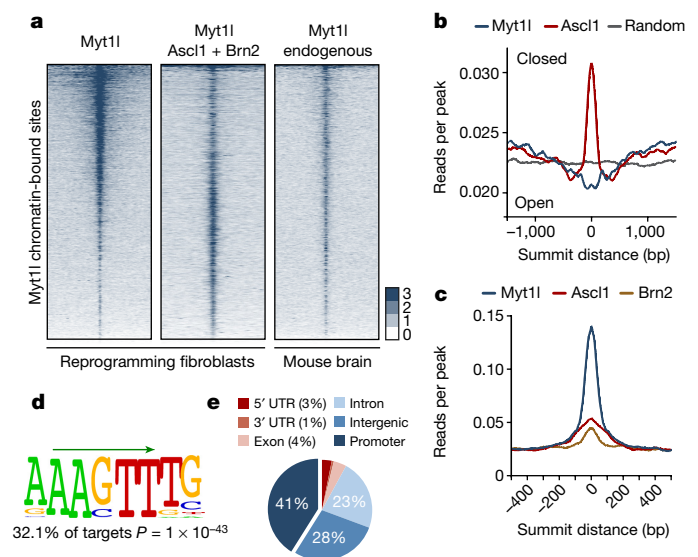 a
Myt1l
Myt1l
Ascl1 + Brn2
Myt1l
endogenous
Myt1l chromatin-bound sites
3
2
1
0
Reprogramming fibroblasts
Mouse brain
b
Myt1l Ascl1 Random
Closed
Open
0.030
0.025
0.020
Reads per peak
−1,000 0 1,000
Summit distance (bp)
c
Myt1l Ascl1 Brn2
0.15
0.10
0.05
0
Reads per peak
−400 −200 0 200 400
Summit distance (bp)
d
AAAGTTTG
32.1% of targets P = 1 × 10−43
e
5′ UTR (3%)
3′ UTR (1%)
Exon (4%)
Intron
Intergenic
Promoter
41%
23%
28%